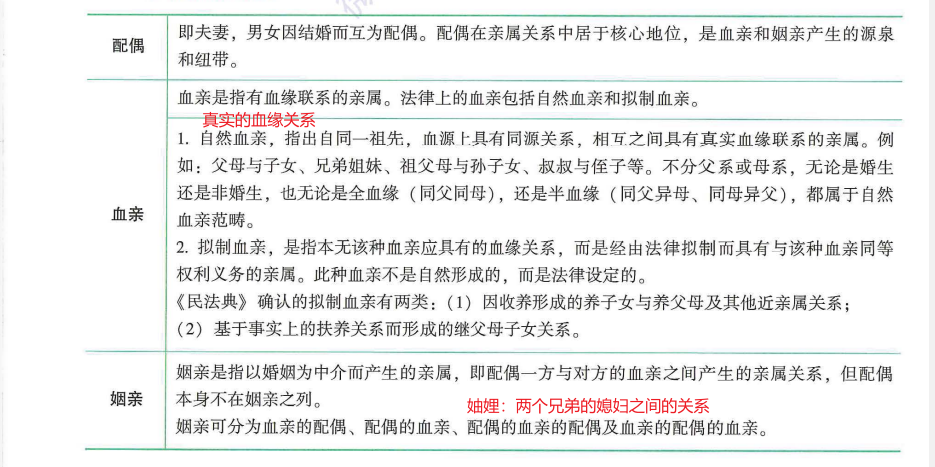 配偶
即夫妻，男女因结婚而互为配偶。配偶在亲属关系中居于核心地位，是血亲和姻亲产生的源泉
和纽带。
血亲
血亲是指有血缘联系的亲属。法律上的血亲包括自然血亲和拟制血亲。
真实的血缘关系
1. 自然血亲，指出自同一祖先，血源上具有同源关系，相互之间具有真实血缘联系的亲属。例
如：父母与子女、兄弟姐妹、祖父母与孙子女、叔叔与侄子等。不分父系或母系，无论是婚生
还是非婚生，也无论是全血缘（同父同母），还是半血缘（同父异母、同母异父），都属于自然
血亲范畴。
2. 拟制血亲，是指本无该种血亲应具有的血缘关系，而是经由法律拟制而具有与该种血亲同等
权利义务的亲属。此种血亲不是自然形成的，而是法律设定的。
《民法典》确认的拟制血亲有两类：（1）因收养形成的养子女与养父母及其他近亲属关系；
（2）基于事实上的扶养关系而形成的继父母子女关系。
姻亲
姻亲是指以婚姻为中介而产生的亲属，即配偶一方与对方的血亲之间产生的亲属关系，但配偶
本身不在姻亲之列。
妯娌：两个兄弟的媳妇之间的关系
姻亲可分为血亲的配偶、配偶的血亲、配偶的血亲的配偶及血亲的配偶的血亲。